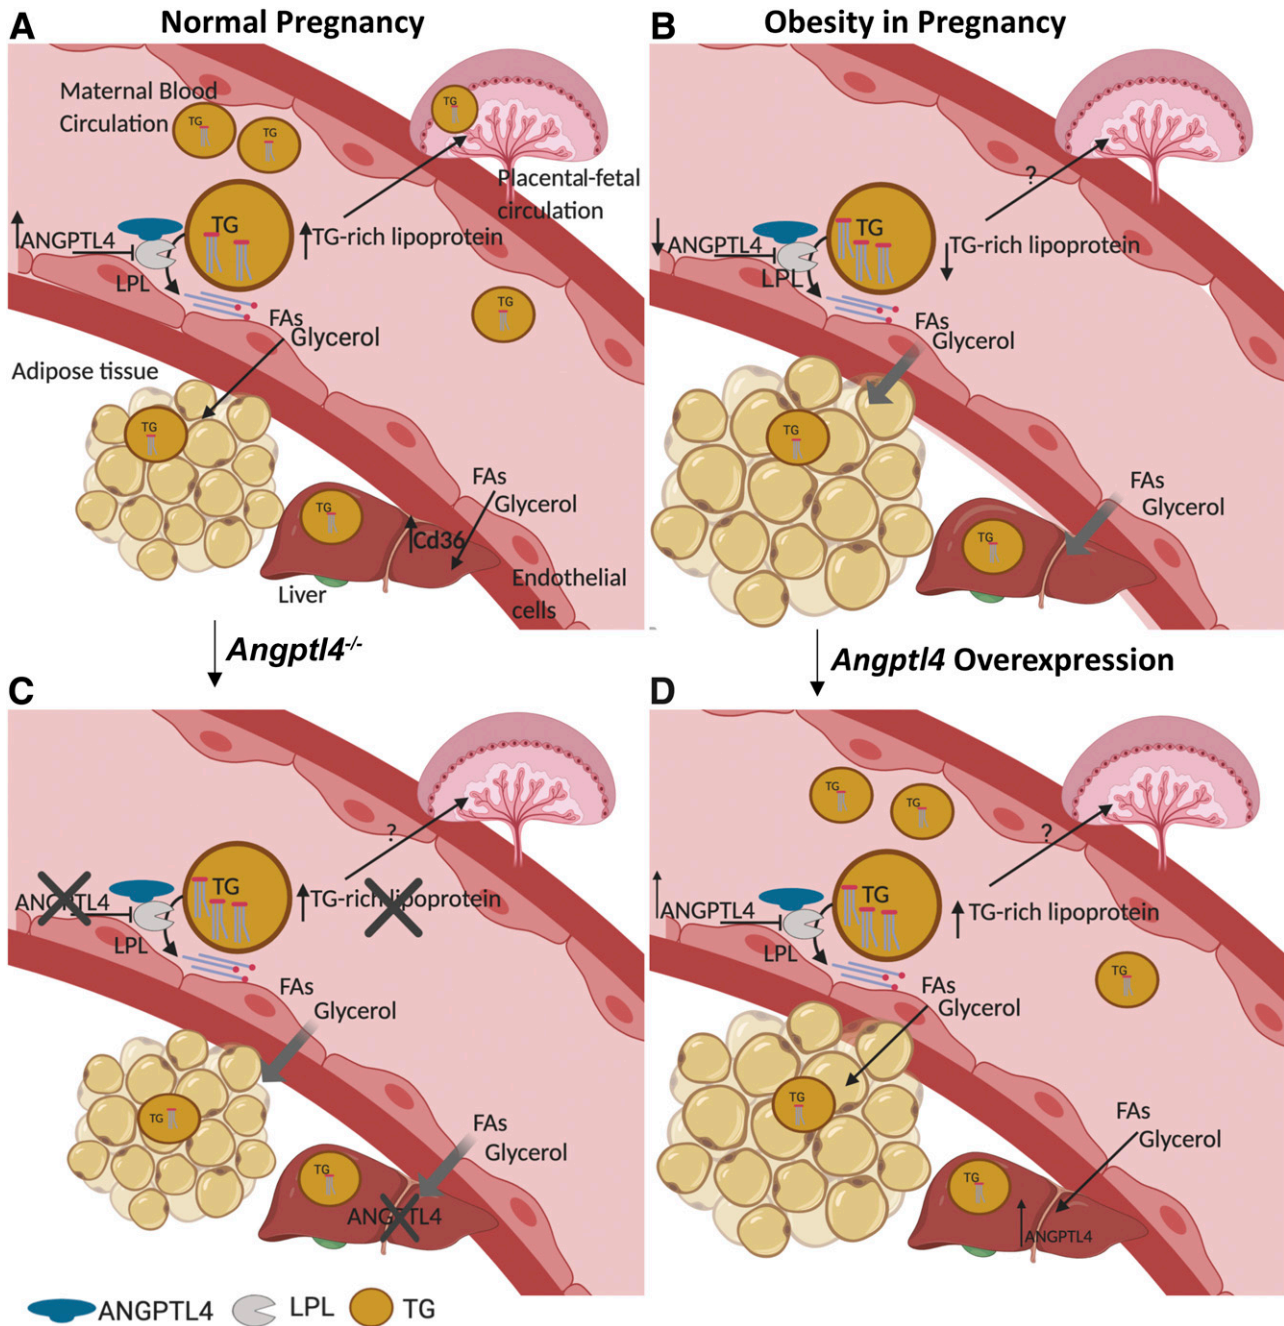 A
Normal Pregnancy
Maternal Blood
Circulation
TG
TG
TG
Placental-fetal
circulation
ANGPTL4
TG
TG-rich lipoprotein
LPL
TG
FAs
Glycerol
Adipose tissue
TG
FAs
Glycerol
TG
Cd36
Liver
Endothelial
cells
B
Obesity in Pregnancy
?
ANGPTL4
TG
TG-rich lipoprotein
LPL
FAs
Glycerol
TG
FAs
Glycerol
TG
Angptl4-/-
Angptl4 Overexpression
C
?
ANGPTL4
TG
TG-rich lipoprotein
LPL
FAs
Glycerol
TG
FAs
Glycerol
TG
ANGPTL4
D
TG
TG
?
ANGPTL4
TG
TG-rich lipoprotein
LPL
TG
FAs
Glycerol
TG
FAs
Glycerol
TG
ANGPTL4
ANGPTL4
LPL
TG